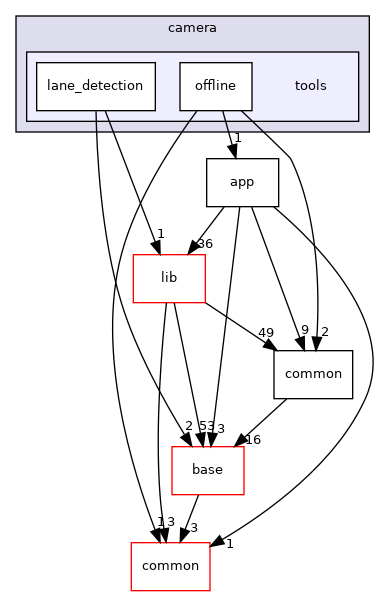 camera
lane_detection
offline
tools
1
app
1
36
lib
49
9
2
common
2
53
3
16
base
1
3
3
1
common